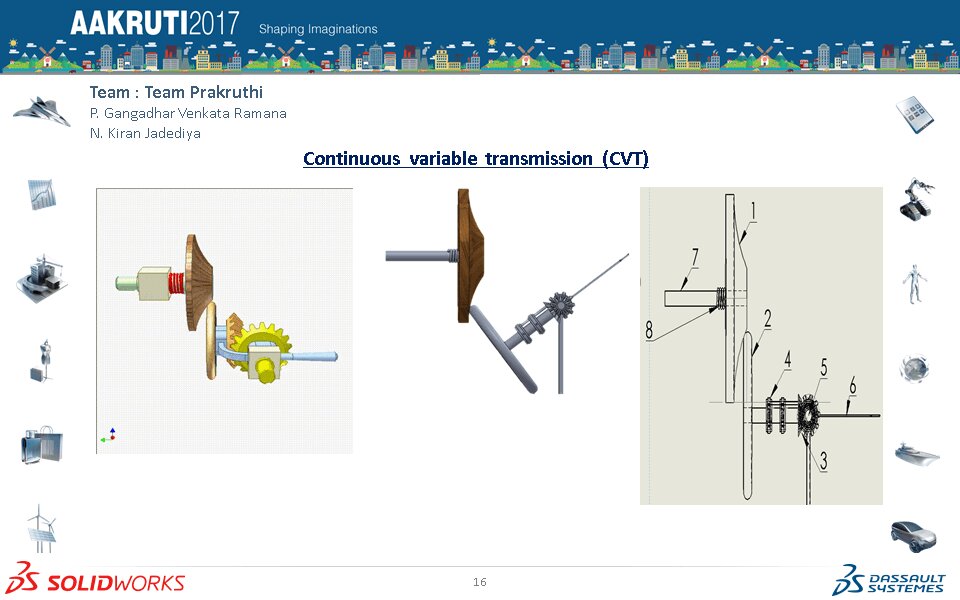 AAKRUTI2017 Shaping Imaginations
Team : Team Prakruthi
P. Gangadhar Venkata Ramana
N. Kiran Jadediya
Continuous variable transmission (CVT)
1
7
8
2
4
5
6
3
SOLIDWORKS
16
DASSAULT
SYSTEMES